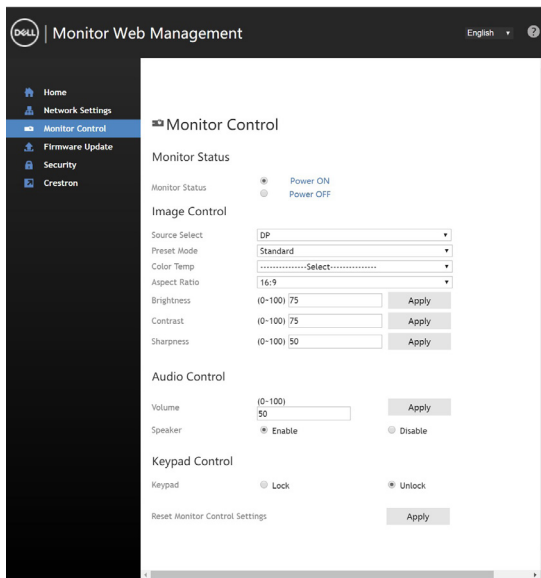 DELL | Monitor Web Management English
?
Home
Network Settings
Monitor Control
Firmware Update
Security
Crestron
Monitor Control
Monitor Status
Monitor Status Power ON
Power OFF
Image Control
Source Select DP
Preset Mode Standard
Color Temp ---------------Select---------------
Aspect Ratio 16:9
Brightness (0~100) 75 Apply
Contrast (0~100) 75 Apply
Sharpness (0~100) 50 Apply
Audio Control
Volume (0-100) 50 Apply
Speaker Enable Disable
Keypad Control
Keypad Lock Unlock
Reset Monitor Control Settings Apply